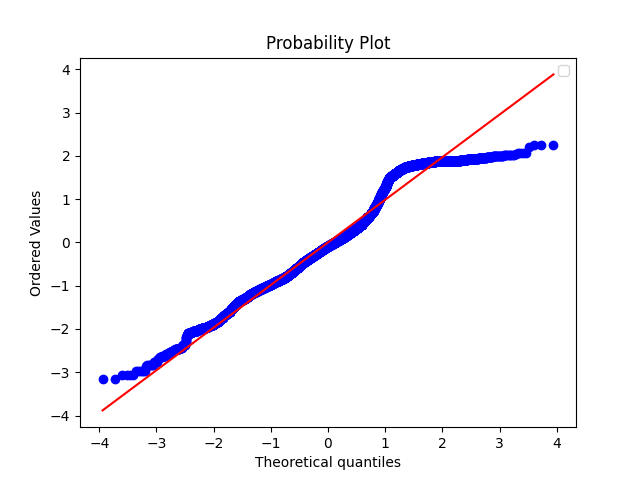 Probability Plot
Ordered Values
4
3
2
1
0
−1
−2
−3
−4
−4 −3 −2 −1 0 1 2 3 4
Theoretical quantiles